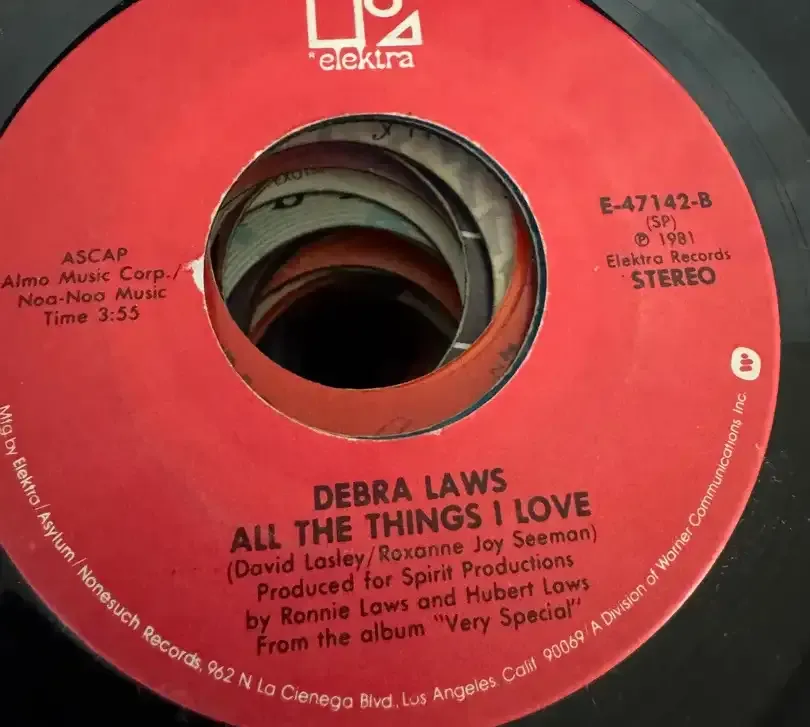 elektra
E-47142-B
(SP)
℗ 1981
Elektra Records
STEREO
ASCAP
Almo Music Corp./
Noa-Noa Music
Time 3:55
DEBRA LAWS
ALL THE THINGS I LOVE
(David Lasley/Roxanne Joy Seeman)
Produced for Spirit Productions
by Ronnie Laws and Hubert Laws
From the album "Very Special"
Mfg by Elektra/Asylum/Nonesuch Records, 962 N. La Cienega Blvd., Los Angeles, Calif. 90069/A Division of Warner Communications Inc.